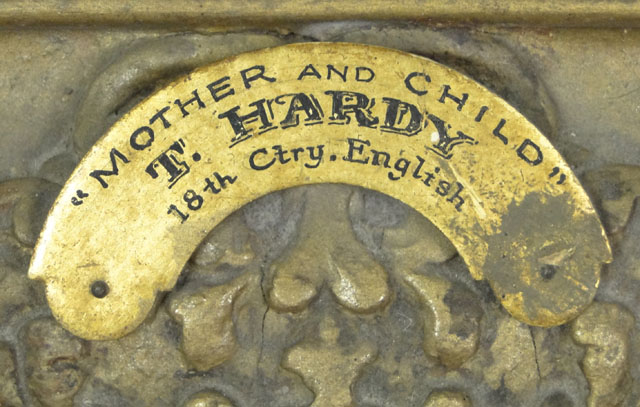 "MOTHER AND CHILD"
T. HARDY
18th Ctry. English